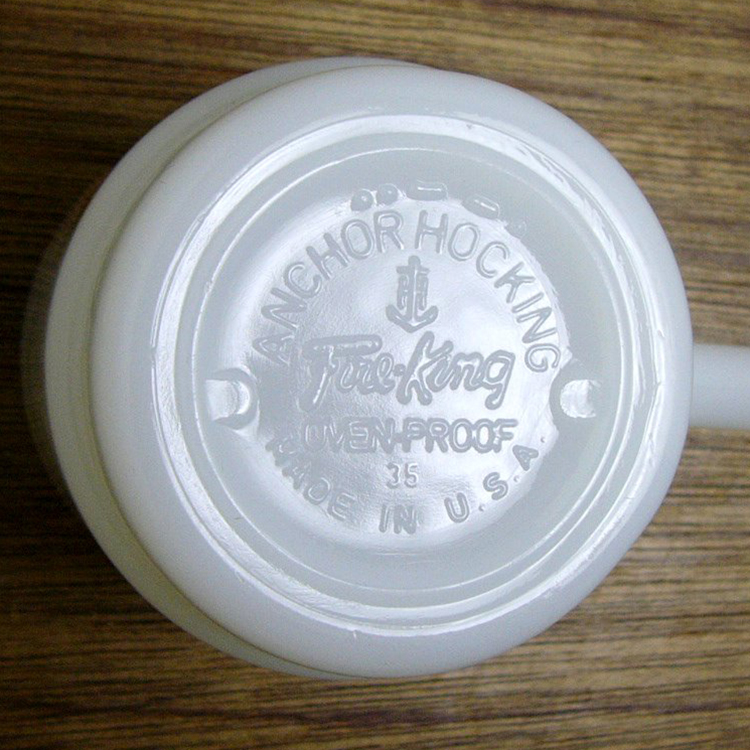 ANCHOR HOCKING
Fire-King
OVEN-PROOF
35
MADE IN U.S.A.